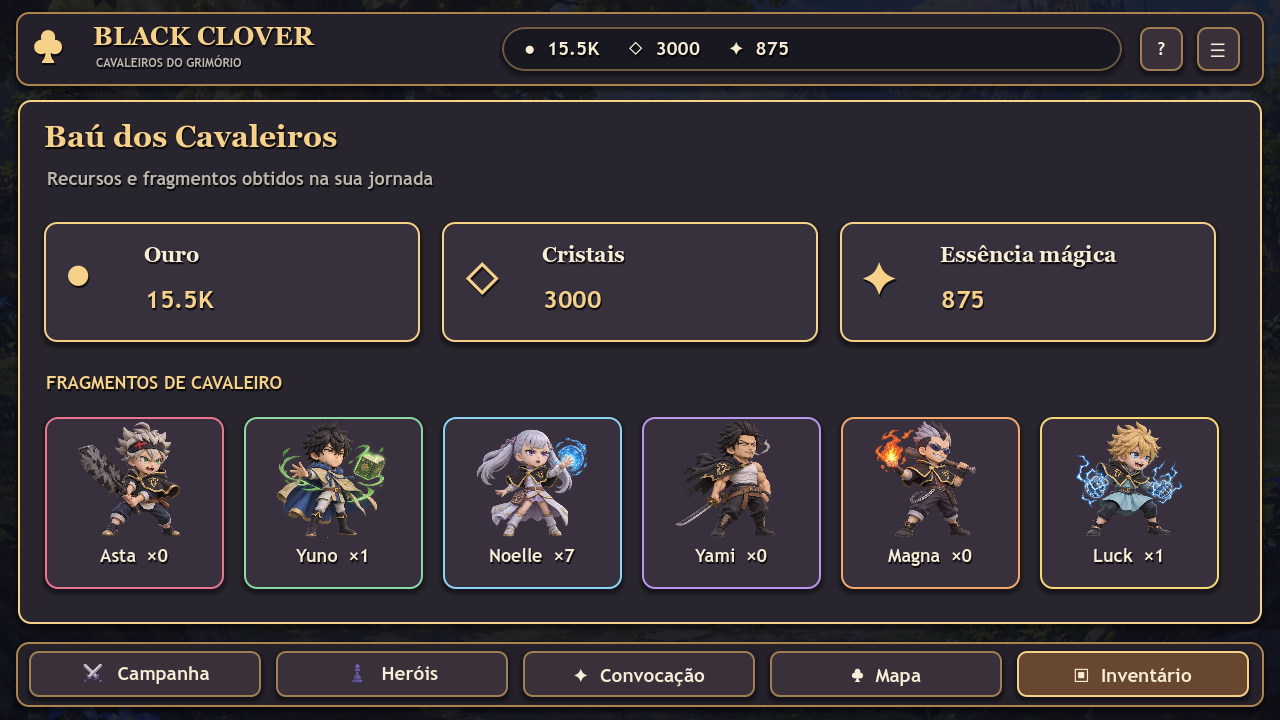 BLACK CLOVER
CAVALEIROS DO GRIMÓRIO
15.5K 3000 875 ?
Baú dos Cavaleiros
Recursos e fragmentos obtidos na sua jornada
Ouro
15.5K
Cristais
3000
Essência mágica
875
FRAGMENTOS DE CAVALEIRO
Asta ×0
Yuno ×1
Noelle ×7
Yami ×0
Magna ×0
Luck ×1
Campanha
Heróis
Convocação
Mapa
Inventário